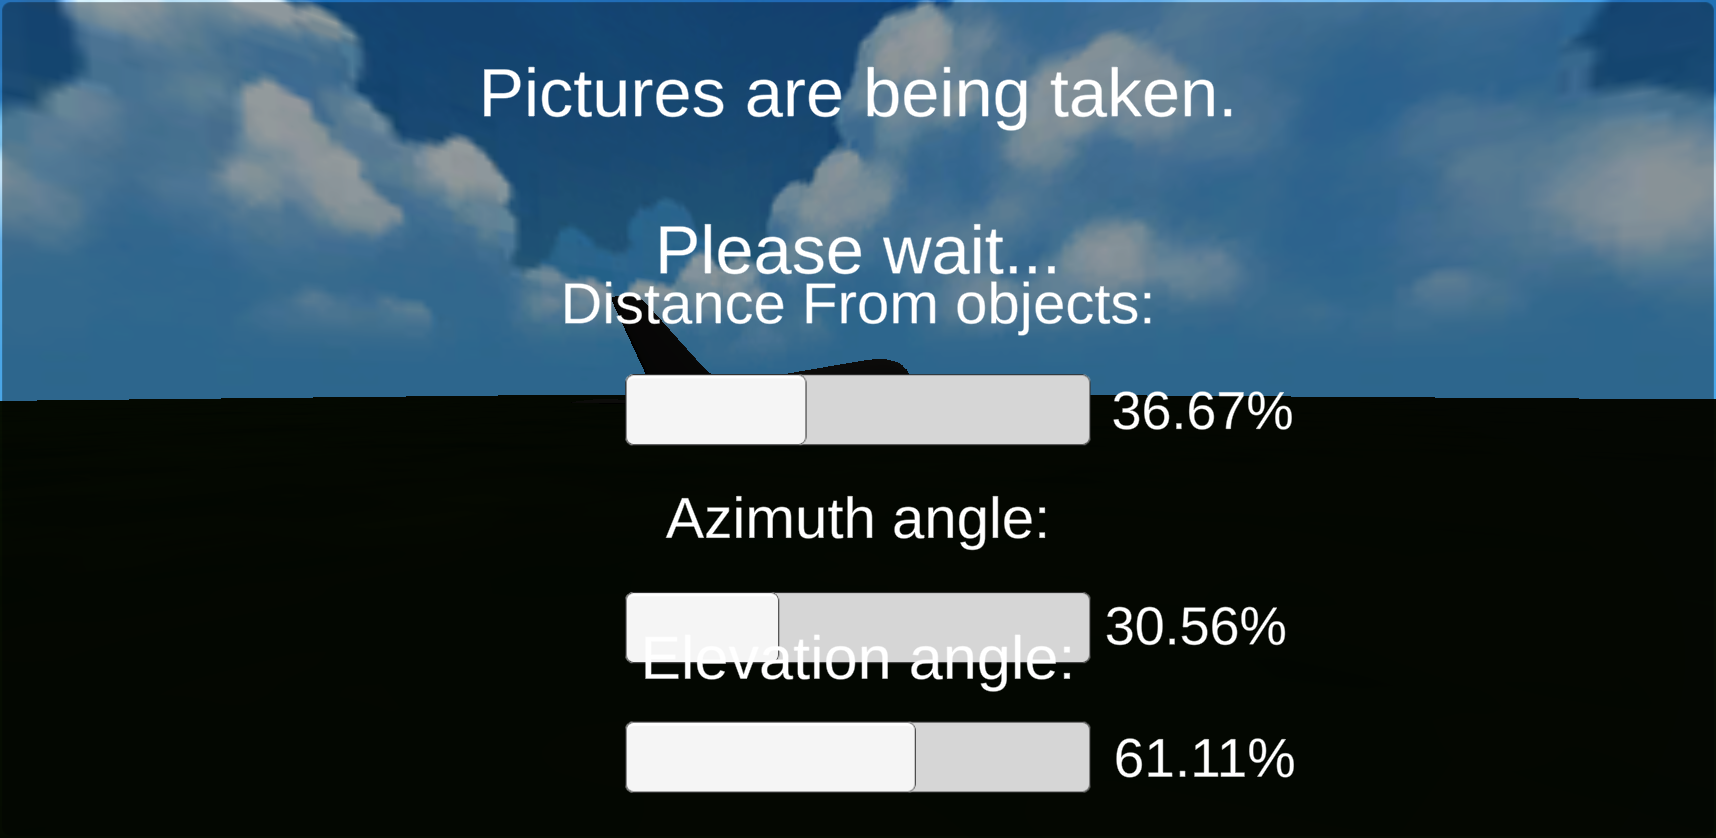 Pictures are being taken.
Please wait...
Distance From objects:
36.67%
Azimuth angle:
30.56%
Elevation angle:
61.11%